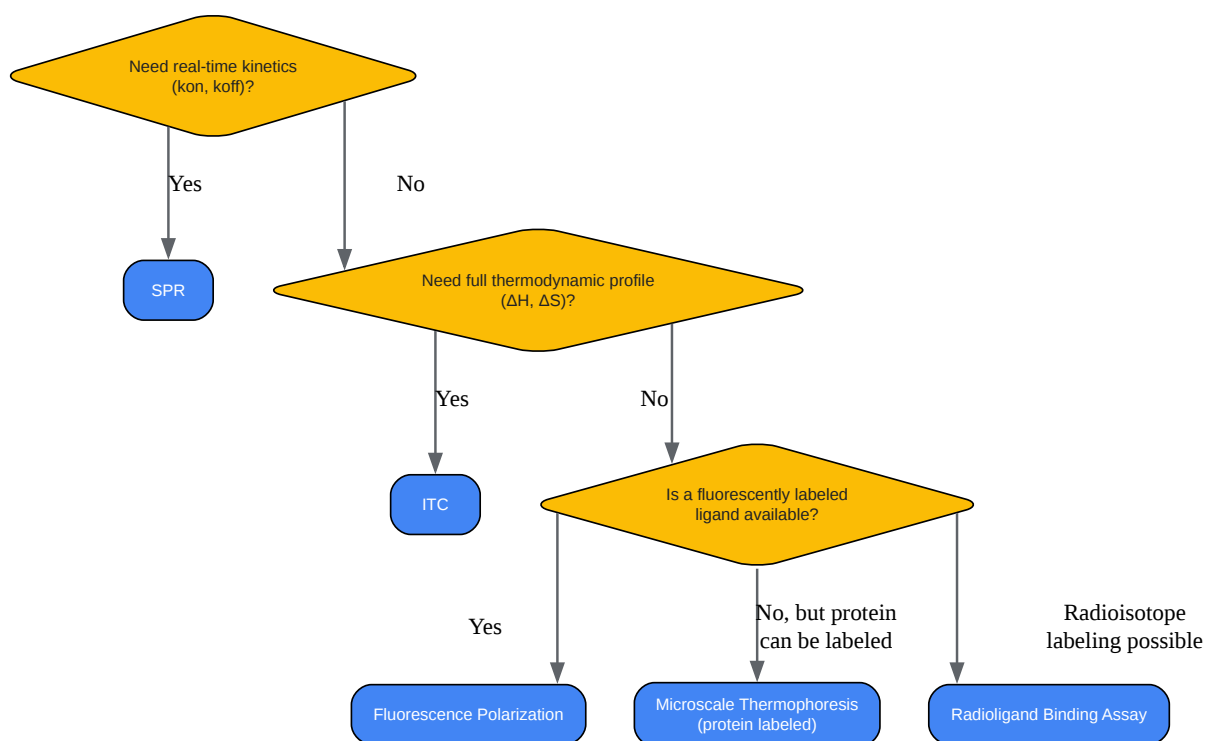 Need real-time kinetics
(kon, koff)?
Yes
No
SPR
Need full thermodynamic profile
(ΔH, ΔS)?
Yes
No
ITC
Is a fluorescently labeled
ligand available?
Yes
No, but protein
can be labeled
Radioisotope
labeling possible
Fluorescence Polarization
Microscale Thermophoresis
(protein labeled)
Radioligand Binding Assay